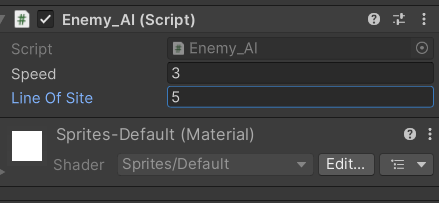 Enemy_AI (Script)
Script Enemy_AI
Speed 3
Line Of Site 5
Sprites-Default (Material)
Shader Sprites/Default Edit...